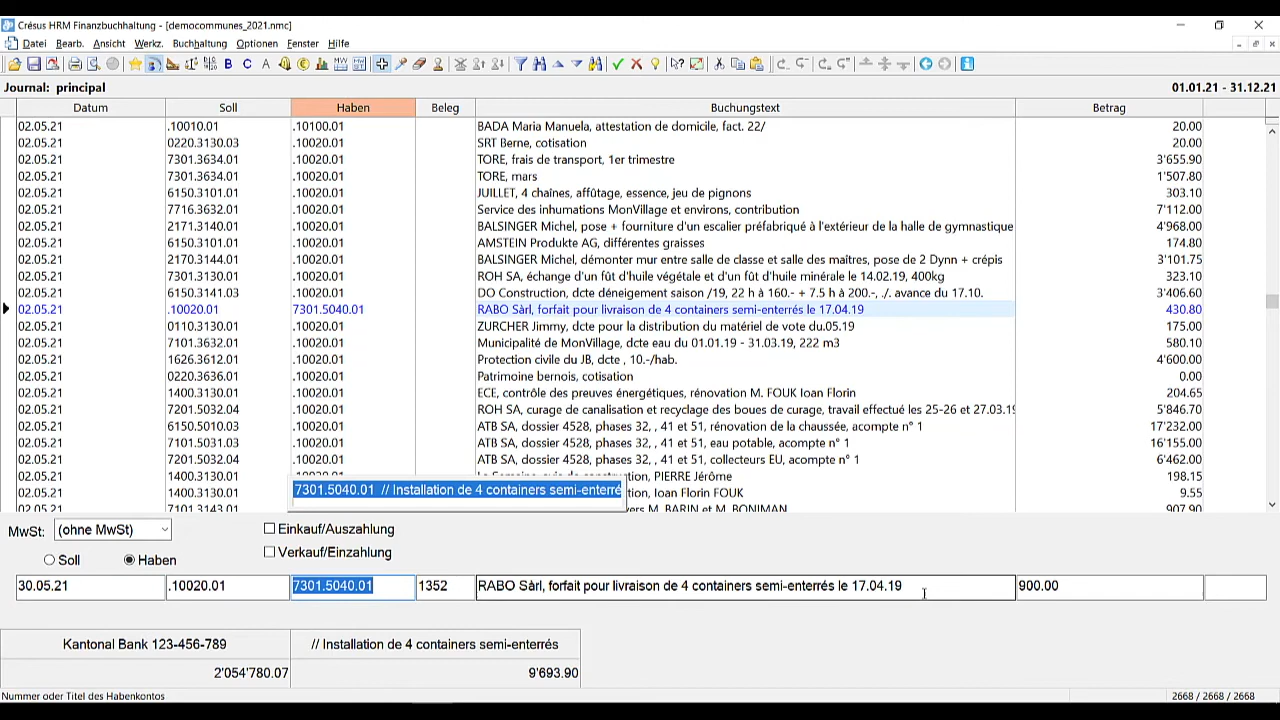 Crésus HRM Finanzbuchhaltung - [democommunes_2021.nmc]
Datei Bearb. Ansicht Werkz. Buchhaltung Optionen Fenster Hilfe
Journal: principal 01.01.21 - 31.12.21
Datum Soll Haben Beleg Buchungstext Betrag
02.05.21 .10010.01 .10100.01 BADA Maria Manuela, attestation de domicile, fact. 22/ 20.00
02.05.21 0220.3130.03 .10020.01 SRT Berne, cotisation 20.00
02.05.21 7301.3634.01 .10020.01 TORE, frais de transport, 1er trimestre 3'655.90
02.05.21 7301.3634.01 .10020.01 TORE, mars 1'507.80
02.05.21 6150.3101.01 .10020.01 JUILLET, 4 chaînes, affûtage, essence, jeu de pignons 303.10
02.05.21 7716.3632.01 .10020.01 Service des inhumations MonVillage et environs, contribution 7'112.00
02.05.21 2171.3140.01 .10020.01 BALSINGER Michel, pose + fourniture d'un escalier préfabriqué à l'extérieur de la halle de gymnastique 4'968.00
02.05.21 6150.3101.01 .10020.01 AMSTEIN Produkte AG, différentes graisses 174.80
02.05.21 2170.3144.01 .10020.01 BALSINGER Michel, démonter mur entre salle de classe et salle des maîtres, pose de 2 Dynn + crépis 3'101.75
02.05.21 7301.3130.01 .10020.01 ROH SA, échange d'un fût d'huile végétale et d'un fût d'huile minérale le 14.02.19, 400kg 323.10
02.05.21 6150.3141.03 .10020.01 DO Construction, dcte déneigement saison /19, 22 h à 160.- + 7.5 h à 200.-, ./. avance du 17.10. 3'406.60
02.05.21 .10020.01 7301.5040.01 RABO Sàrl, forfait pour livraison de 4 containers semi-enterrés le 17.04.19 430.80
02.05.21 0110.3130.01 .10020.01 ZURCHER Jimmy, dcte pour la distribution du matériel de vote du.05.19 175.00
02.05.21 7101.3632.01 .10020.01 Municipalité de MonVillage, dcte eau du 01.01.19 - 31.03.19, 222 m3 580.10
02.05.21 1626.3612.01 .10020.01 Protection civile du JB, dcte , 10.-/hab. 4'600.00
02.05.21 0220.3636.01 .10020.01 Patrimoine bernois, cotisation 0.00
02.05.21 1400.3130.01 .10020.01 ECE, contrôle des preuves énergétiques, rénovation M. FOUK Ioan Florin 204.65
02.05.21 7201.5032.04 .10020.01 ROH SA, curage de canalisation et recyclage des boues de curage, travail effectué les 25-26 et 27.03.19 5'846.70
02.05.21 6150.5010.03 .10020.01 ATB SA, dossier 4528, phases 32, , 41 et 51, rénovation de la chaussée, acompte n° 1 17'232.00
02.05.21 7101.5031.03 .10020.01 ATB SA, dossier 4528, phases 32, , 41 et 51, eau potable, acompte n° 1 16'155.00
02.05.21 7201.5032.04 .10020.01 ATB SA, dossier 4528, phases 32, , 41 et 51, collecteurs EU, acompte n° 1 6'462.00
02.05.21 1400.3130.01 .10020.01 construction, PIERRE Jérôme 198.15
02.05.21 1400.3130.01 7301.5040.01 // Installation de 4 containers semi-enterré Ioan Florin FOUK 9.55
02.05.21 7101.3143.01 M. BARIN et M. BONIMAN 907.90
MwSt: (ohne MwSt) Einkauf/Auszahlung
Verkauf/Einzahlung
Soll Haben
30.05.21 .10020.01 7301.5040.01 1352 RABO Sàrl, forfait pour livraison de 4 containers semi-enterrés le 17.04.19 900.00
Kantonal Bank 123-456-789 // Installation de 4 containers semi-enterrés
2'054'780.07 9'693.90
Nummer oder Titel des Habenkontos 2668 / 2668 / 2668